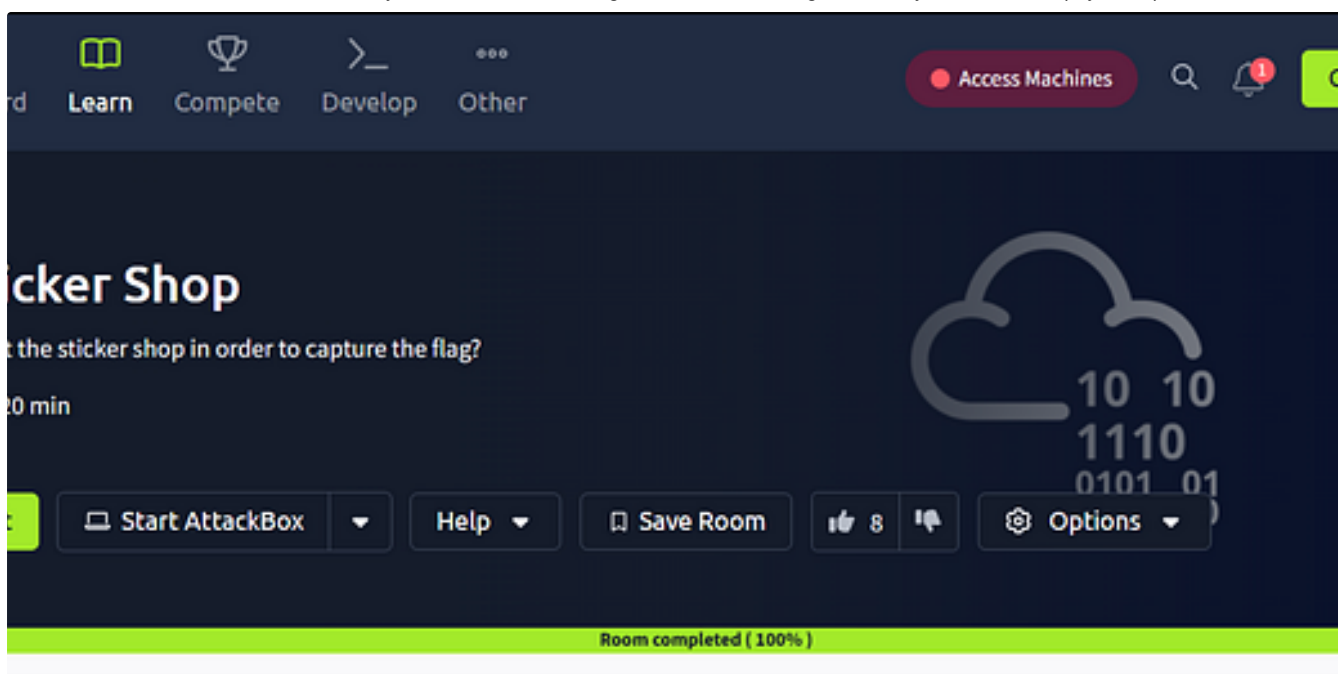 Learn Compete Develop Other
Access Machines
1
icker Shop
the sticker shop in order to capture the flag?
20 min
10 10
1110
0101 01
Start AttackBox
Help
Save Room
8
Options
Room completed ( 100% )